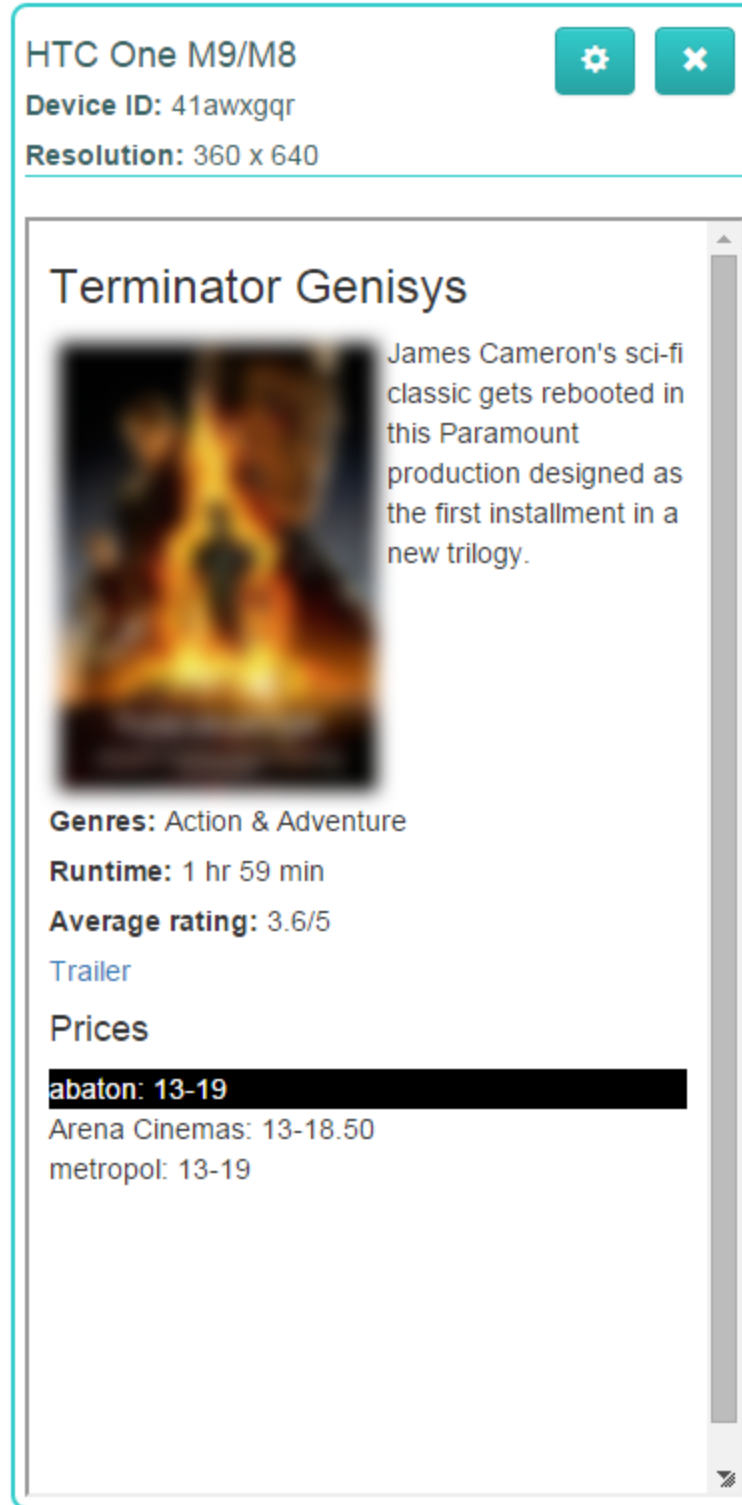 HTC One M9/M8
Device ID: 41awxgqr
Resolution: 360 x 640
Terminator Genisys
James Cameron's sci-fi
classic gets rebooted in
this Paramount
production designed as
the first installment in a
new trilogy.
Genres: Action & Adventure
Runtime: 1 hr 59 min
Average rating: 3.6/5
Trailer
Prices
abaton: 13-19
Arena Cinemas: 13-18.50
metropol: 13-19